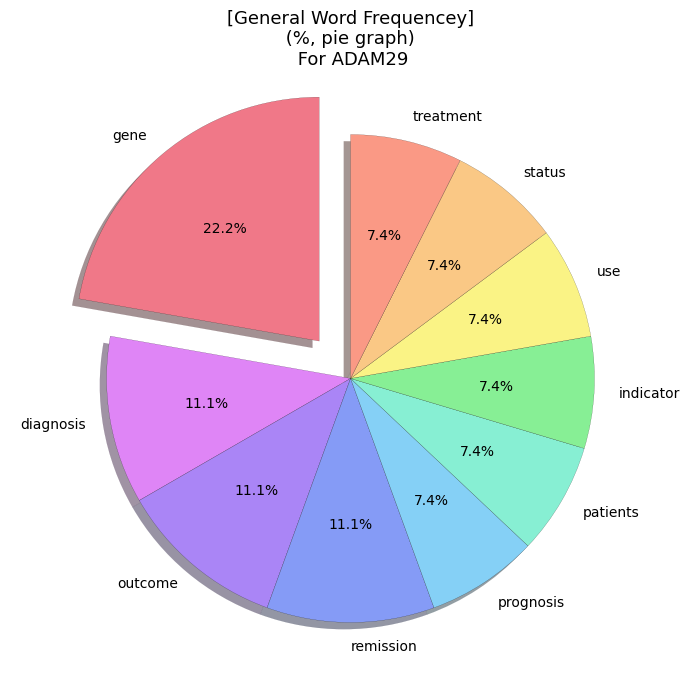 [General Word Frequencey]
(%, pie graph)
For ADAM29
treatment
gene
status
22.2%
7.4%
7.4%
use
7.4%
7.4%
indicator
11.1%
diagnosis
7.4%
11.1%
7.4%
patients
11.1%
outcome
prognosis
remission